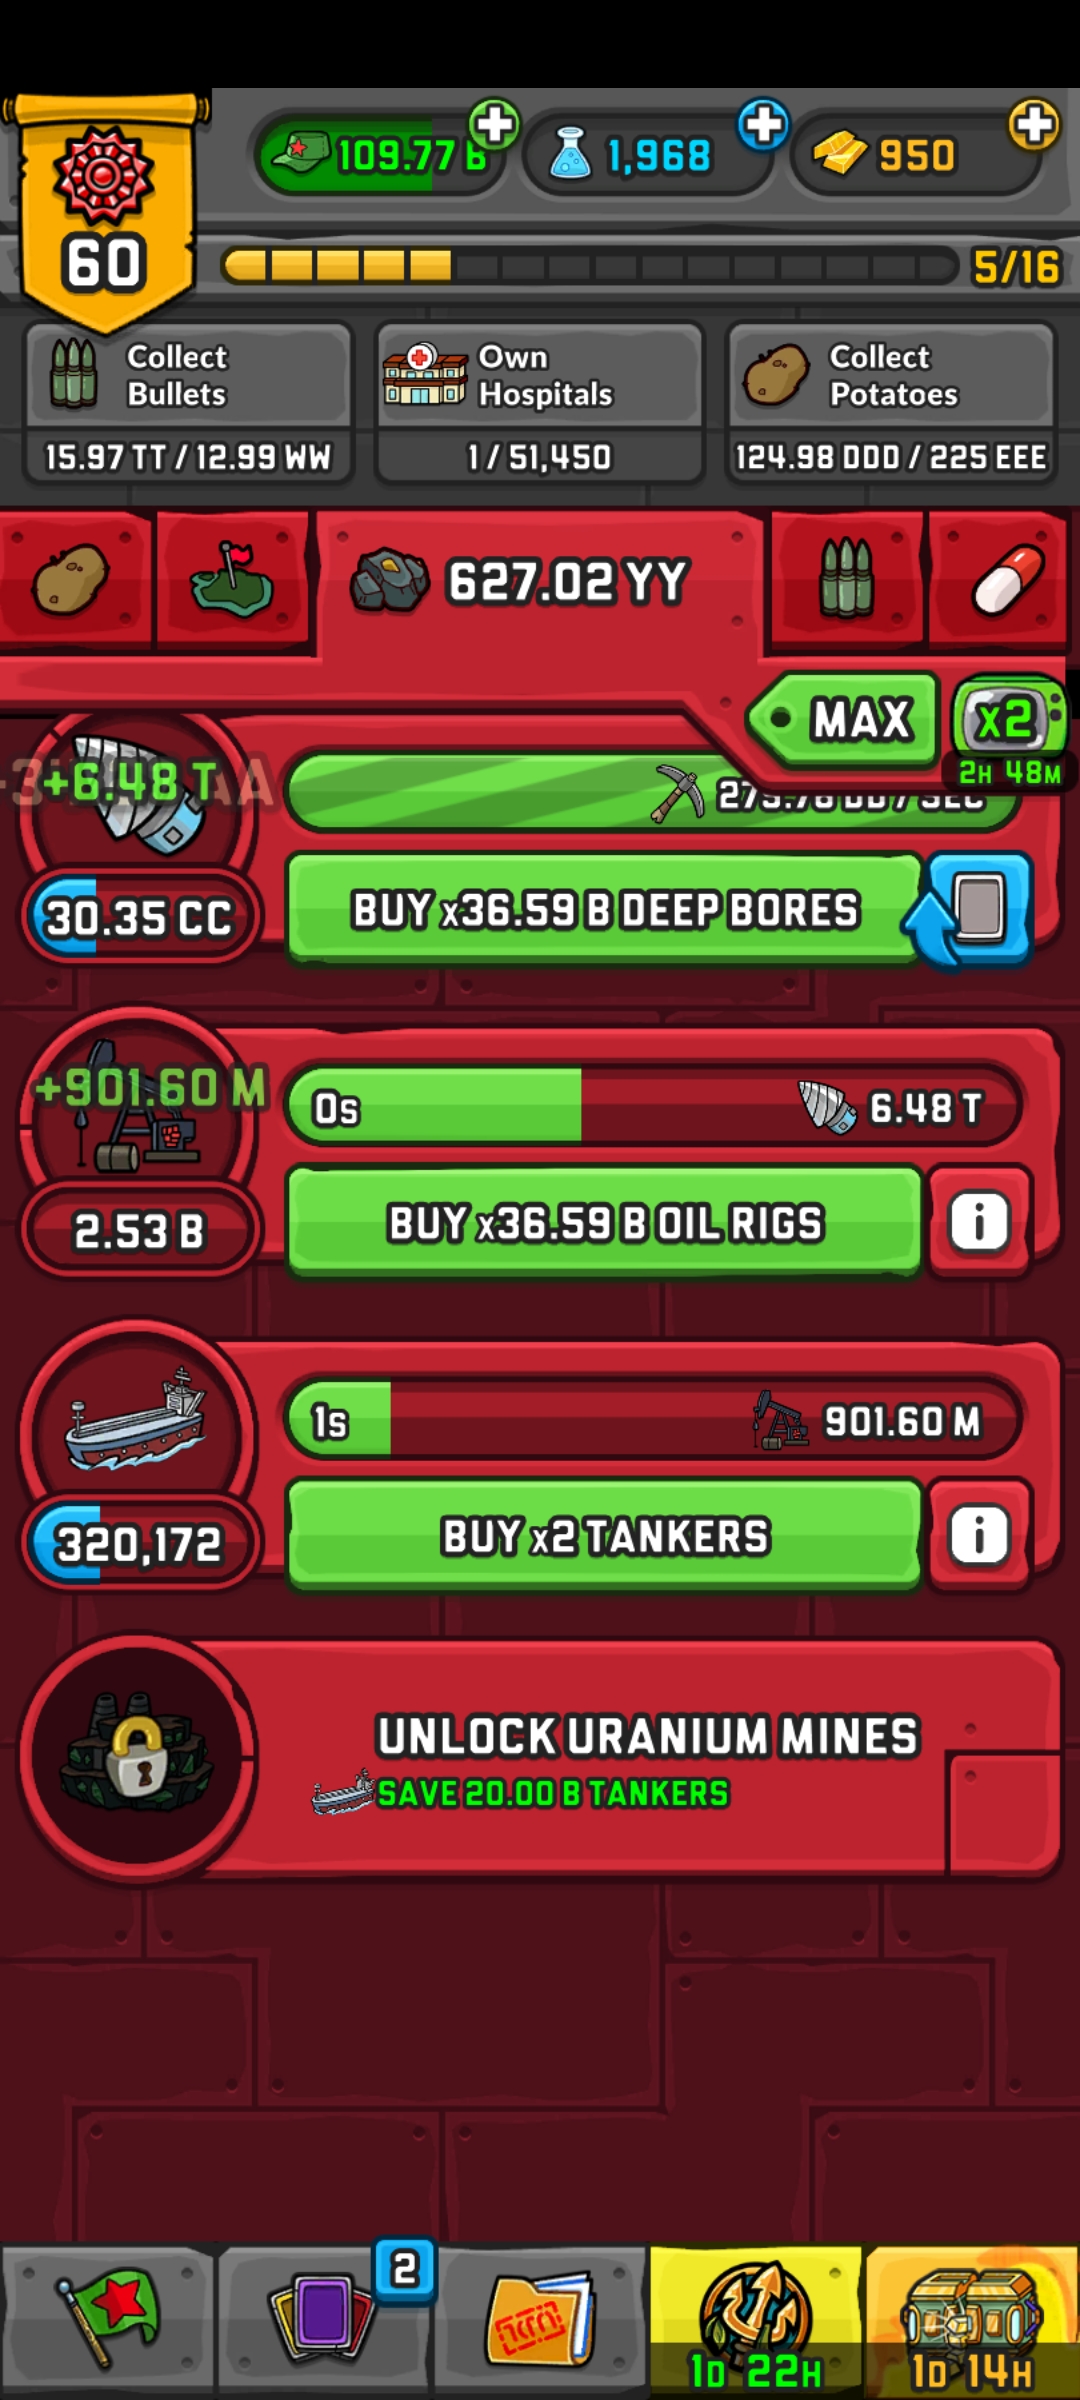 109.77 B
1,968
950
60
5/16
Collect
Bullets
15.97 TT / 12.99 WW
Own
Hospitals
1 / 51,450
Collect
Potatoes
124.98 DDD / 225 EEE
627.02 YY
MAX
x2
2H 48M
+6.48 T
/ SEC
30.35 CC
BUY x36.59 B DEEP BORES
+901.60 M
0s
6.48 T
2.53 B
BUY x36.59 B OIL RIGS
i
1s
901.60 M
320,172
BUY x2 TANKERS
i
UNLOCK URANIUM MINES
SAVE 20.00 B TANKERS
2
1D 22H
1D 14H